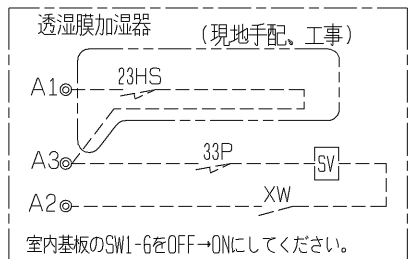 透湿膜加湿器
(現地手配、工事)
23HS
A1
A3
33P
SV
A2
XW
室内基板のSW1-6をOFF→ONにしてください。